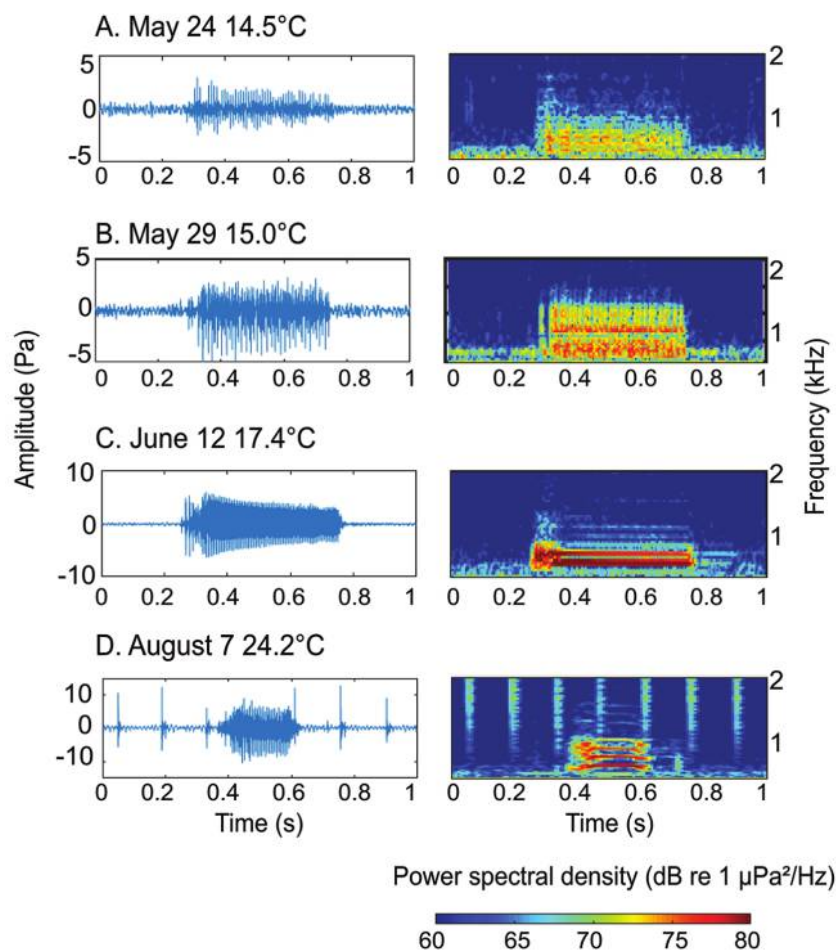 A. May 24 14.5°C
5
0
-5
0 0.2 0.4 0.6 0.8 1
2
1
0 0.2 0.4 0.6 0.8 1
B. May 29 15.0°C
5
0
-5
0 0.2 0.4 0.6 0.8 1
2
1
0 0.2 0.4 0.6 0.8 1
Amplitude (Pa)
Frequency (kHz)
C. June 12 17.4°C
10
0
-10
0 0.2 0.4 0.6 0.8 1
2
1
0 0.2 0.4 0.6 0.8 1
D. August 7 24.2°C
10
0
-10
0 0.2 0.4 0.6 0.8 1
Time (s)
2
1
0 0.2 0.4 0.6 0.8 1
Time (s)
Power spectral density (dB re 1 µPa²/Hz)
60 65 70 75 80